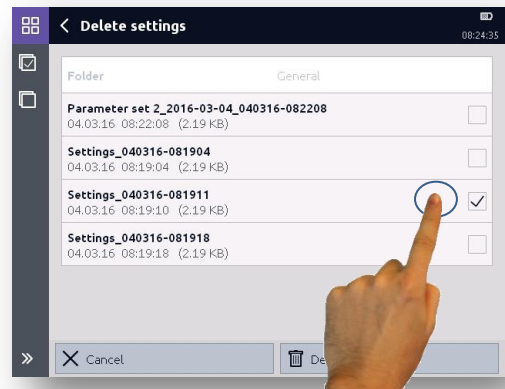 Delete settings
08:24:35
Folder General
Parameter set 2_2016-03-04_040316-082208
04.03.16 08:22:08 (2.19 KB)
Settings_040316-081904
04.03.16 08:19:04 (2.19 KB)
Settings_040316-081911
04.03.16 08:19:10 (2.19 KB)
Settings_040316-081918
04.03.16 08:19:18 (2.19 KB)
Cancel